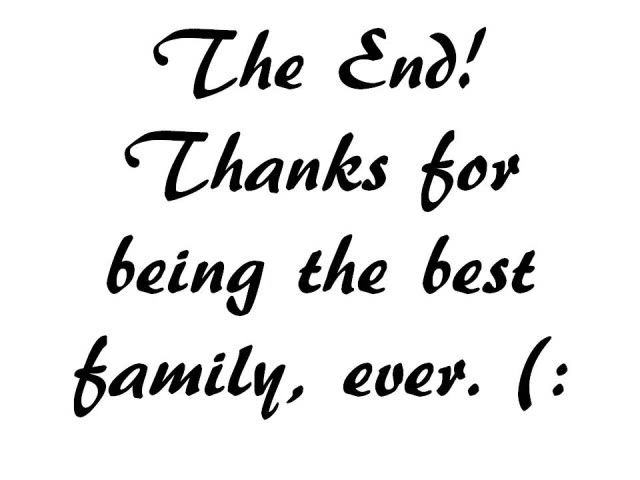 The End!
Thanks for
being the best
family, ever. (: